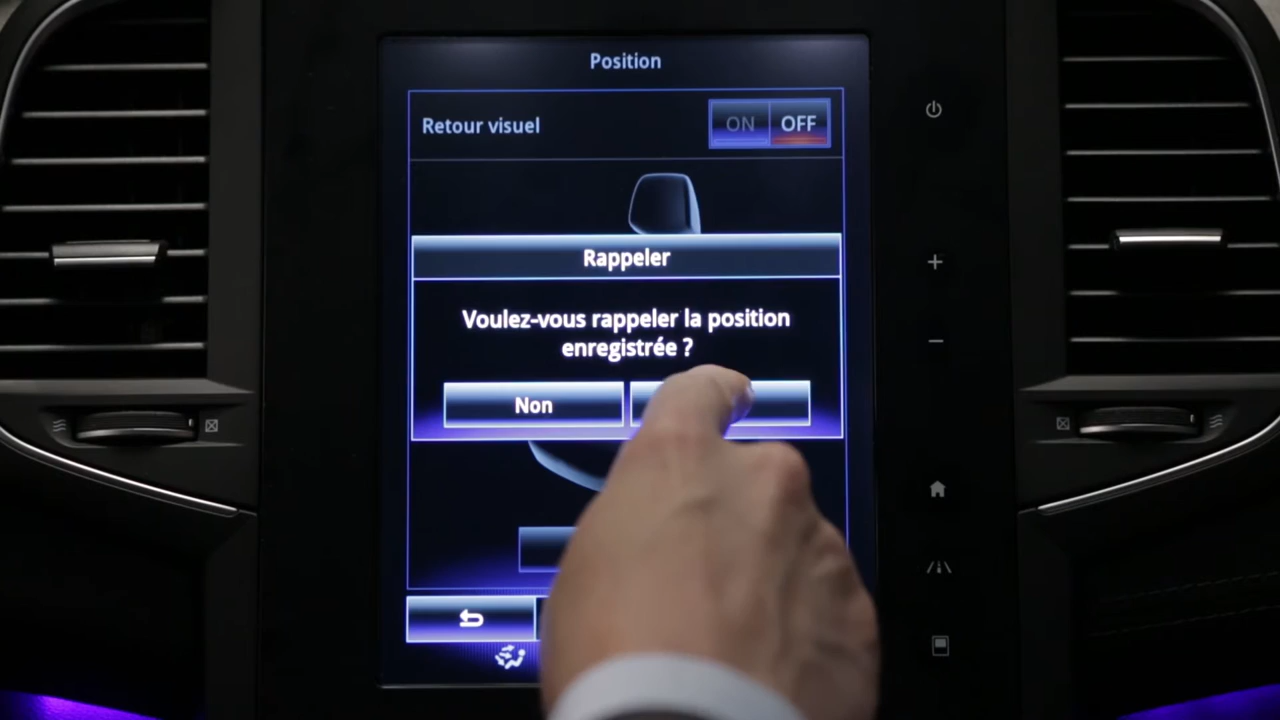 Position
Retour visuel
ON OFF
Rappeler
Voulez-vous rappeler la position
enregistrée ?
Non